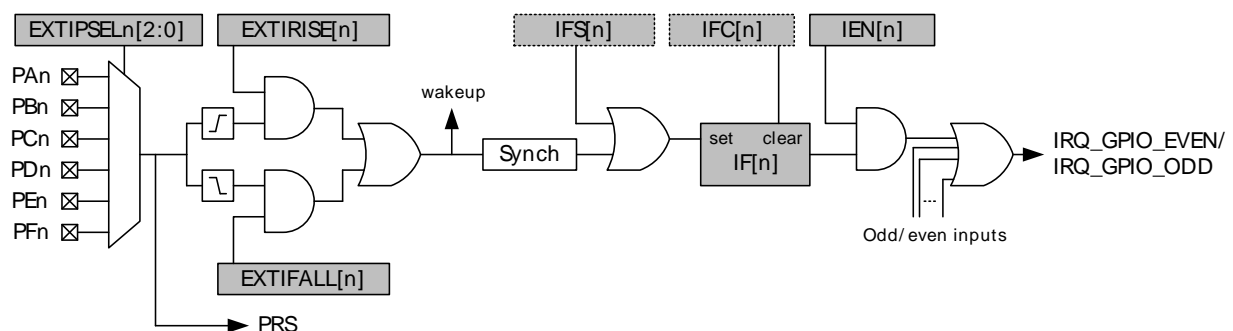 EXTIPSELn[2:0]
EXTIRISE[n]
IFS[n]
IFC[n]
IEN[n]
PAn
PBn
PCn
PDn
PEn
PFn
wakeup
Synch
set clear
IF[n]
IRQ_GPIO_EVEN/
IRQ_GPIO_ODD
...
Odd/even inputs
EXTIFALL[n]
PRS